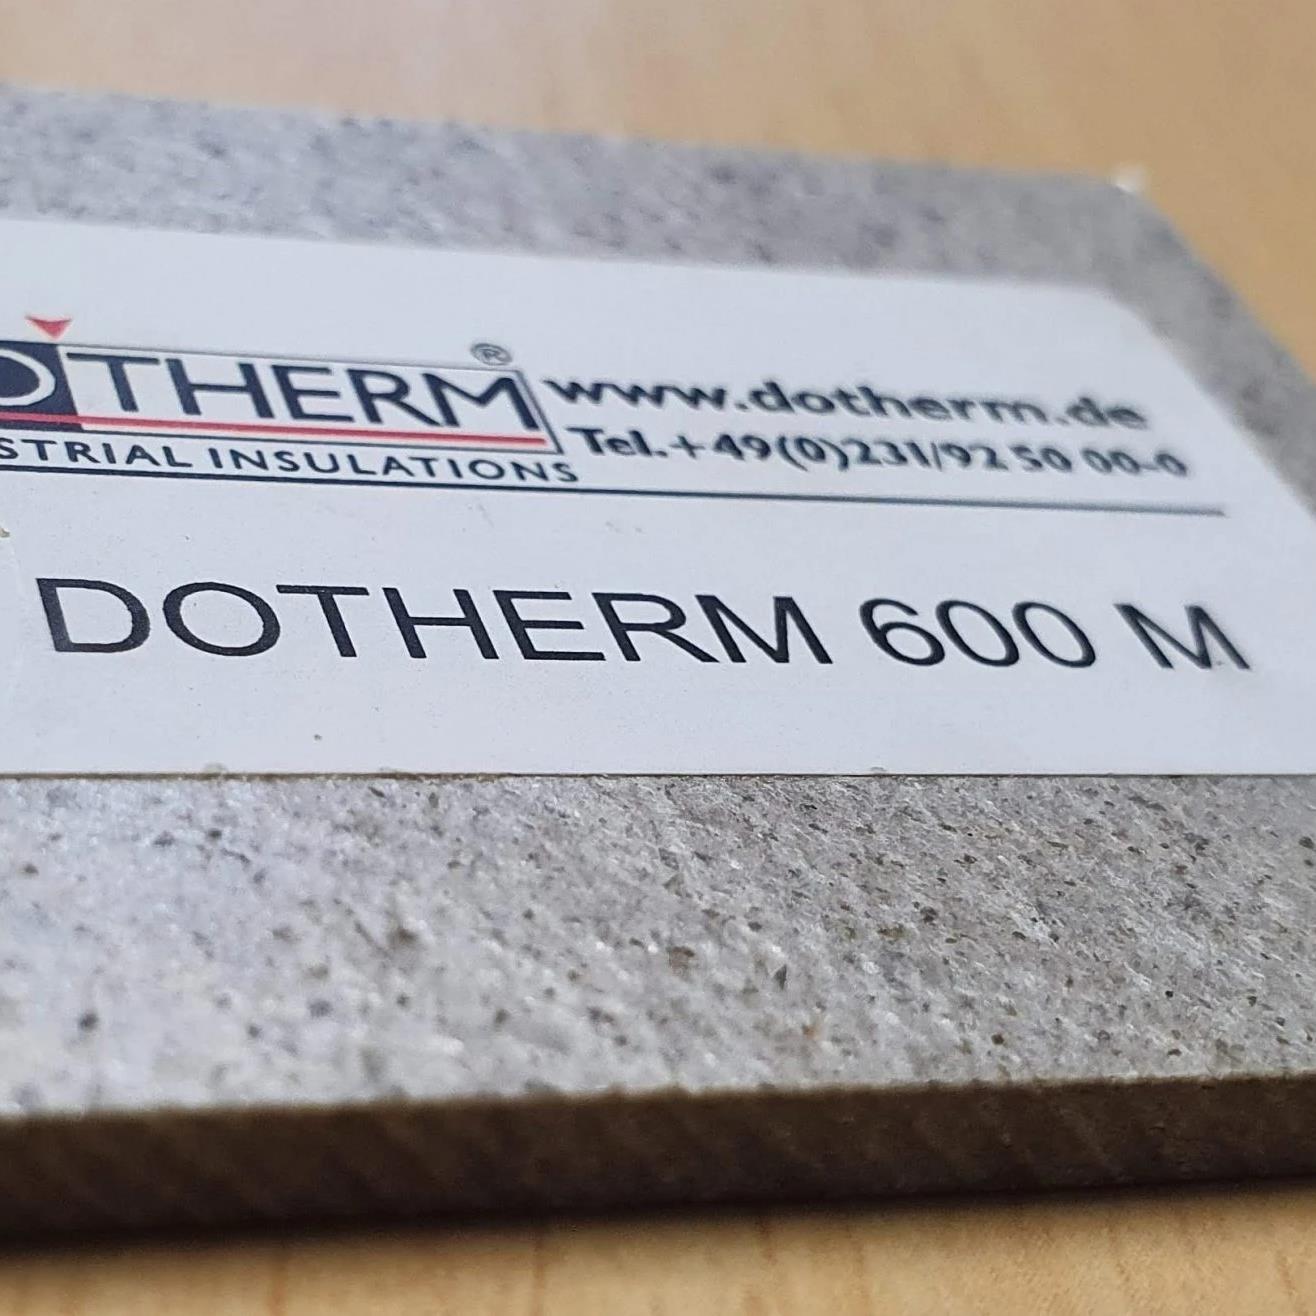 OTHERM®
www.dotherm.de
STRIAL INSULATIONS
Tel.+49(0)231/92 50 00-0
DOTHERM 600 M